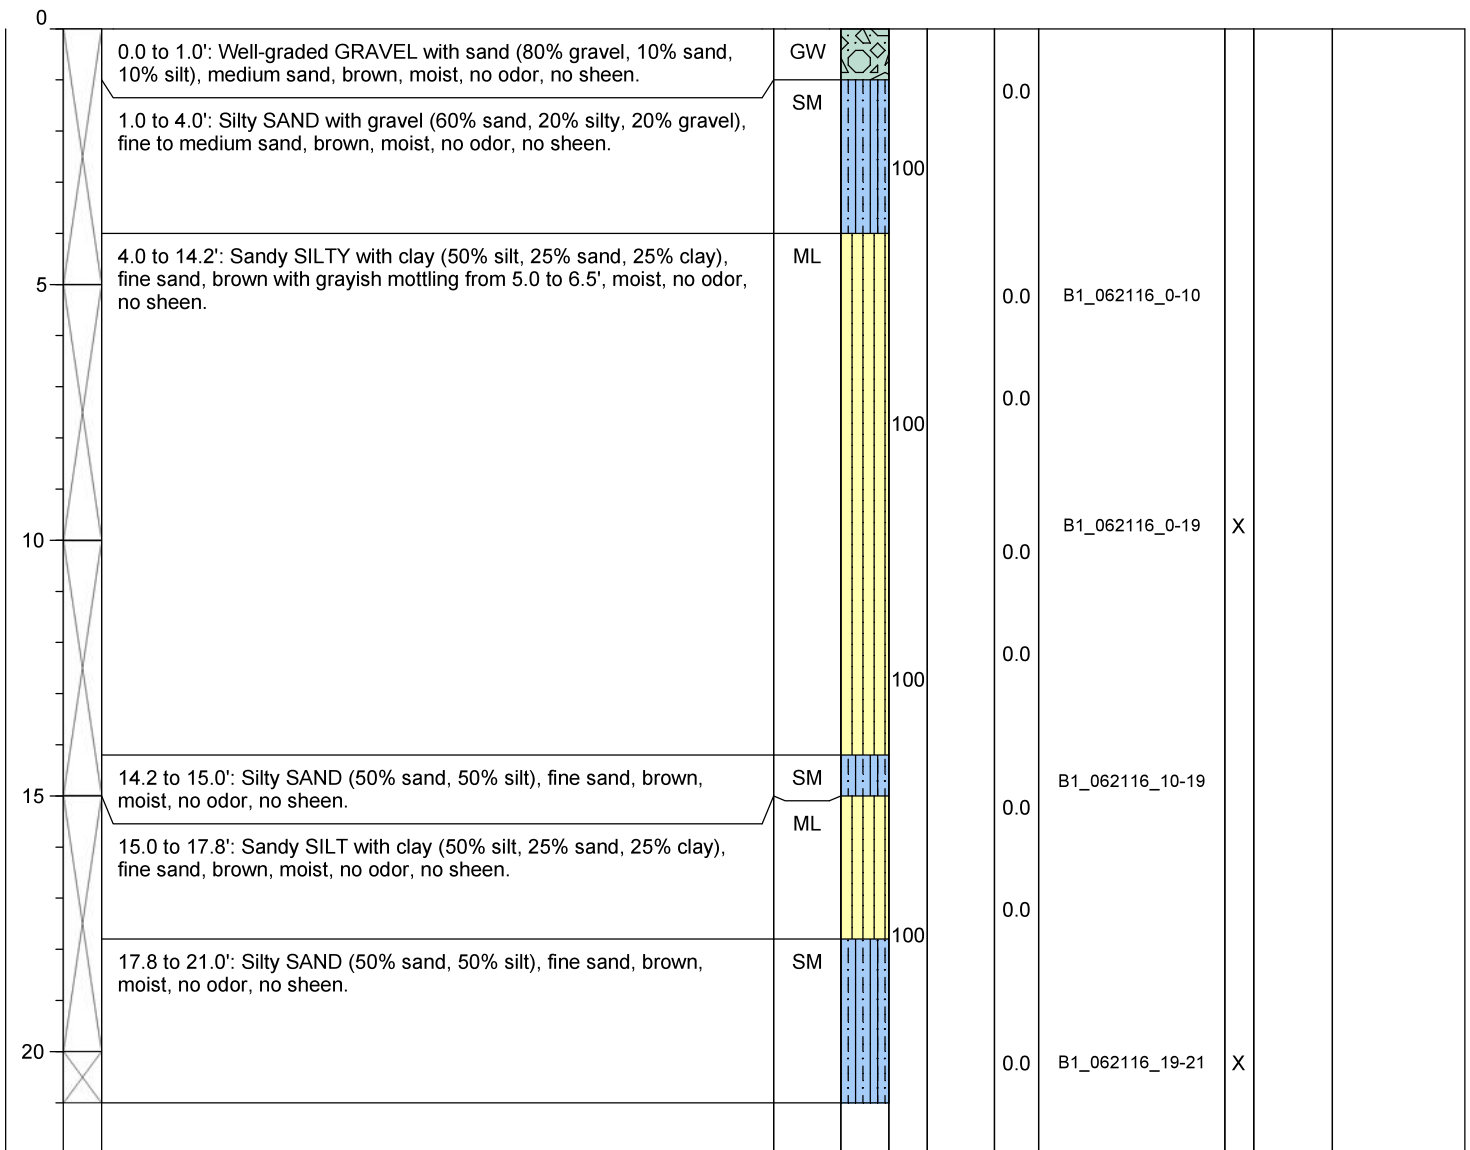 0
0.0 to 1.0': Well-graded GRAVEL with sand (80% gravel, 10% sand,
10% silt), medium sand, brown, moist, no odor, no sheen.
GW
0.0
SM
1.0 to 4.0': Silty SAND with gravel (60% sand, 20% silty, 20% gravel),
fine to medium sand, brown, moist, no odor, no sheen.
100
4.0 to 14.2': Sandy SILTY with clay (50% silt, 25% sand, 25% clay),
fine sand, brown with grayish mottling from 5.0 to 6.5', moist, no odor,
no sheen.
ML
5
0.0
B1_062116_0-10
0.0
100
B1_062116_0-19
X
10
0.0
0.0
100
14.2 to 15.0': Silty SAND (50% sand, 50% silt), fine sand, brown,
moist, no odor, no sheen.
SM
B1_062116_10-19
15
0.0
ML
15.0 to 17.8': Sandy SILT with clay (50% silt, 25% sand, 25% clay),
fine sand, brown, moist, no odor, no sheen.
0.0
100
17.8 to 21.0': Silty SAND (50% sand, 50% silt), fine sand, brown,
moist, no odor, no sheen.
SM
20
0.0
B1_062116_19-21
X